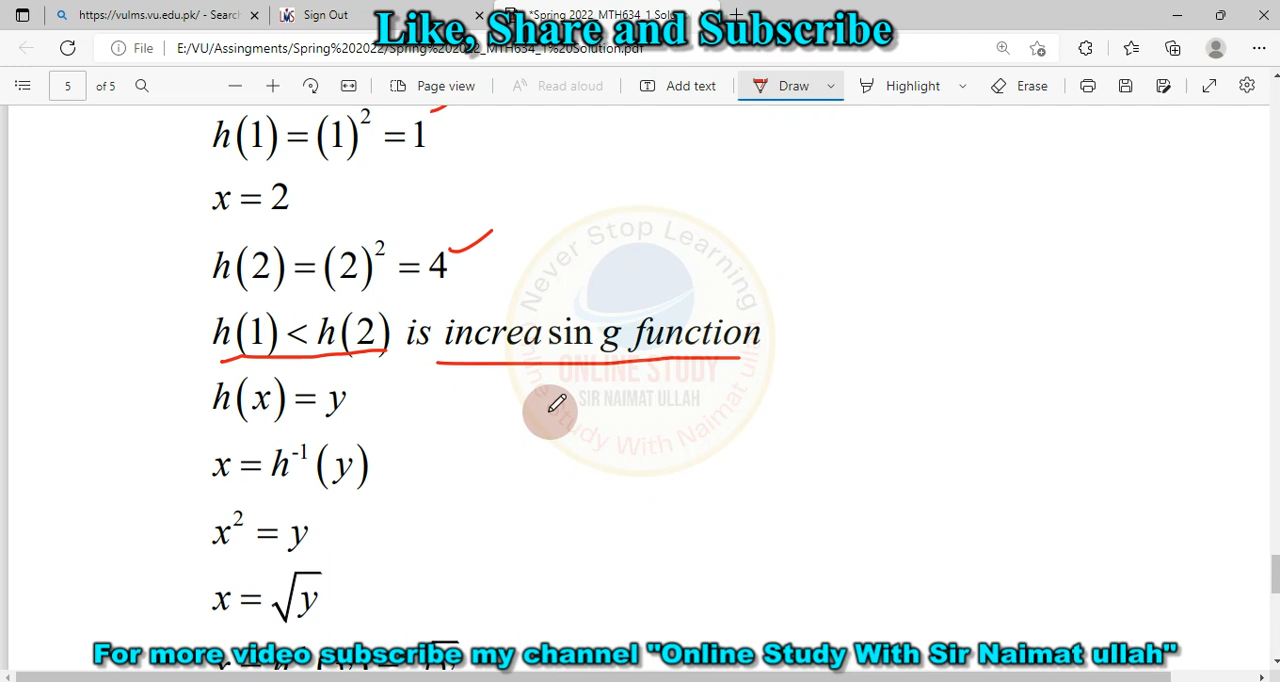 https://vulms.vu.edu.pk/ - Search
Sign Out
*Spring 2022_MTH634_1 Sol
Like, Share and Subscribe
File
E:/VU/Assingments/Spring%202022/Spring%202022_MTH634_1%20Solution.pdf
5 of 5
Page view
Read aloud
Add text
Draw
Highlight
Erase
h(1) = (1)² = 1
x = 2
h(2) = (2)² = 4
h(1) < h(2) is increa sin g function
h(x) = y
x = h⁻¹(y)
x² = y
x = √y
Never Stop Learning
ONLINE STUDY
SIR NAIMAT ULLAH
For more video subscribe my channel "Online Study With Sir Naimat ullah"